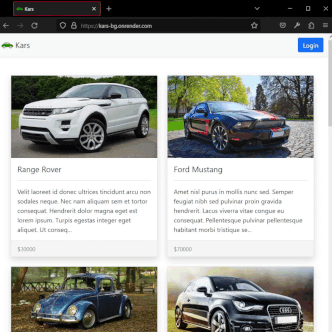 Kars
https://kars-bg.onrender.com
Kars
Login
Range Rover
Velit laoreet id donec ultrices tincidunt arcu non
sodales neque. Nec nam aliquam sem et tortor
consequat. Hendrerit dolor magna eget est
lorem ipsum. Turpis egestas integer eget
aliquet. Ut conseq...
$30000
Ford Mustang
Amet nisl purus in mollis nunc sed. Semper
feugiat nibh sed pulvinar proin gravida
hendrerit. Lacus viverra vitae congue eu
consequat. Pellentesque pulvinar pellentesque
habitant morbi tristique se...
$70000